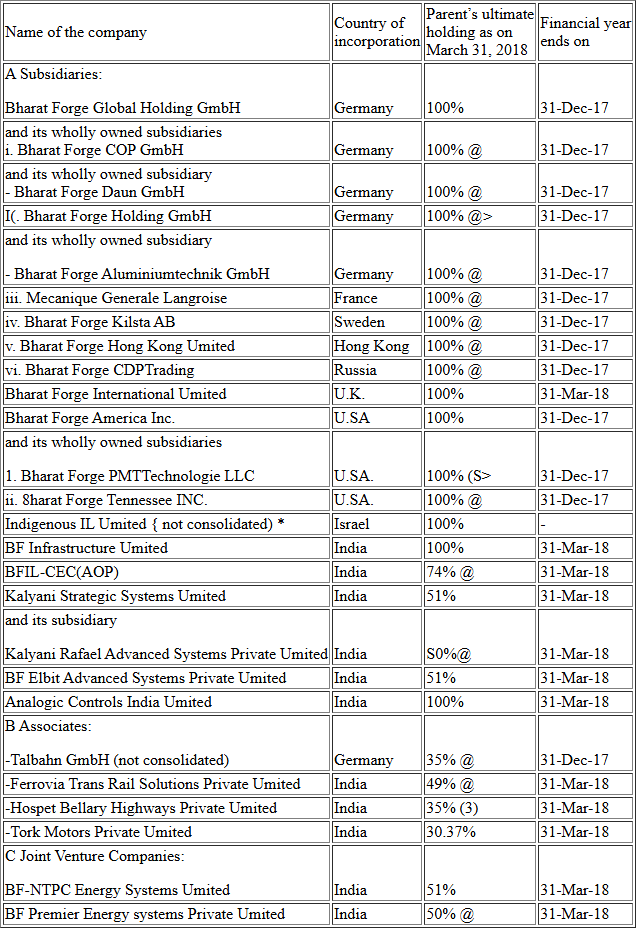 Name of the company Country of incorporation Parent's ultimate holding as on March 31, 2018 Financial year ends on
A Subsidiaries:
Bharat Forge Global Holding GmbH Germany 100% 31-Dec-17
and its wholly owned subsidiaries
i. Bharat Forge COP GmbH Germany 100% @ 31-Dec-17
and its wholly owned subsidiary
- Bharat Forge Daun GmbH Germany 100% @ 31-Dec-17
I(. Bharat Forge Holding GmbH Germany 100% @> 31-Dec-17
and its wholly owned subsidiary
- Bharat Forge Aluminiumtechnik GmbH Germany 100% @ 31-Dec-17
iii. Mecanique Generale Langroise France 100% @ 31-Dec-17
iv. Bharat Forge Kilsta AB Sweden 100% @ 31-Dec-17
v. Bharat Forge Hong Kong Umited Hong Kong 100% @ 31-Dec-17
vi. Bharat Forge CDPTrading Russia 100% @ 31-Dec-17
Bharat Forge International Umited U.K. 100% 31-Mar-18
Bharat Forge America Inc. U.SA 100% 31-Dec-17
and its wholly owned subsidiaries
1. Bharat Forge PMTTechnologie LLC U.SA. 100% (S> 31-Dec-17
ii. 8harat Forge Tennessee INC. U.SA. 100% @ 31-Dec-17
Indigenous IL Umited { not consolidated) * Israel 100% -
BF Infrastructure Umited India 100% 31-Mar-18
BFIL-CEC(AOP) India 74% @ 31-Mar-18
Kalyani Strategic Systems Umited India 51% 31-Mar-18
and its subsidiary
Kalyani Rafael Advanced Systems Private Umited India S0%@ 31-Mar-18
BF Elbit Advanced Systems Private Umited India 51% 31-Mar-18
Analogic Controls India Umited India 100% 31-Mar-18
B Associates:
-Talbahn GmbH (not consolidated) Germany 35% @ 31-Dec-17
-Ferrovia Trans Rail Solutions Private Umited India 49% @ 31-Mar-18
-Hospet Bellary Highways Private Umited India 35% (3) 31-Mar-18
-Tork Motors Private Umited India 30.37% 31-Mar-18
C Joint Venture Companies:
BF-NTPC Energy Systems Umited India 51% 31-Mar-18
BF Premier Energy systems Private Umited India 50% @ 31-Mar-18